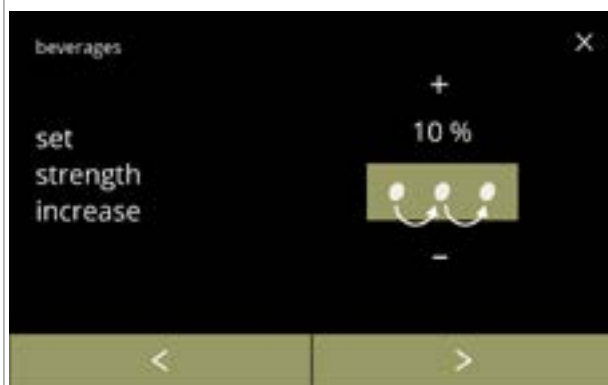 beverages
×
+
10 %
set
strength
increase
−
<
>